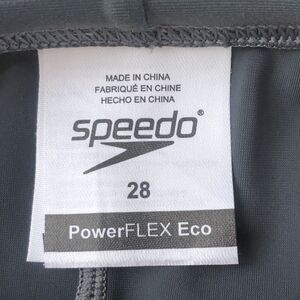 MADE IN CHINA
FABRIQUÉ EN CHINE
HECHO EN CHINA
speedo®
28
PowerFLEX Eco